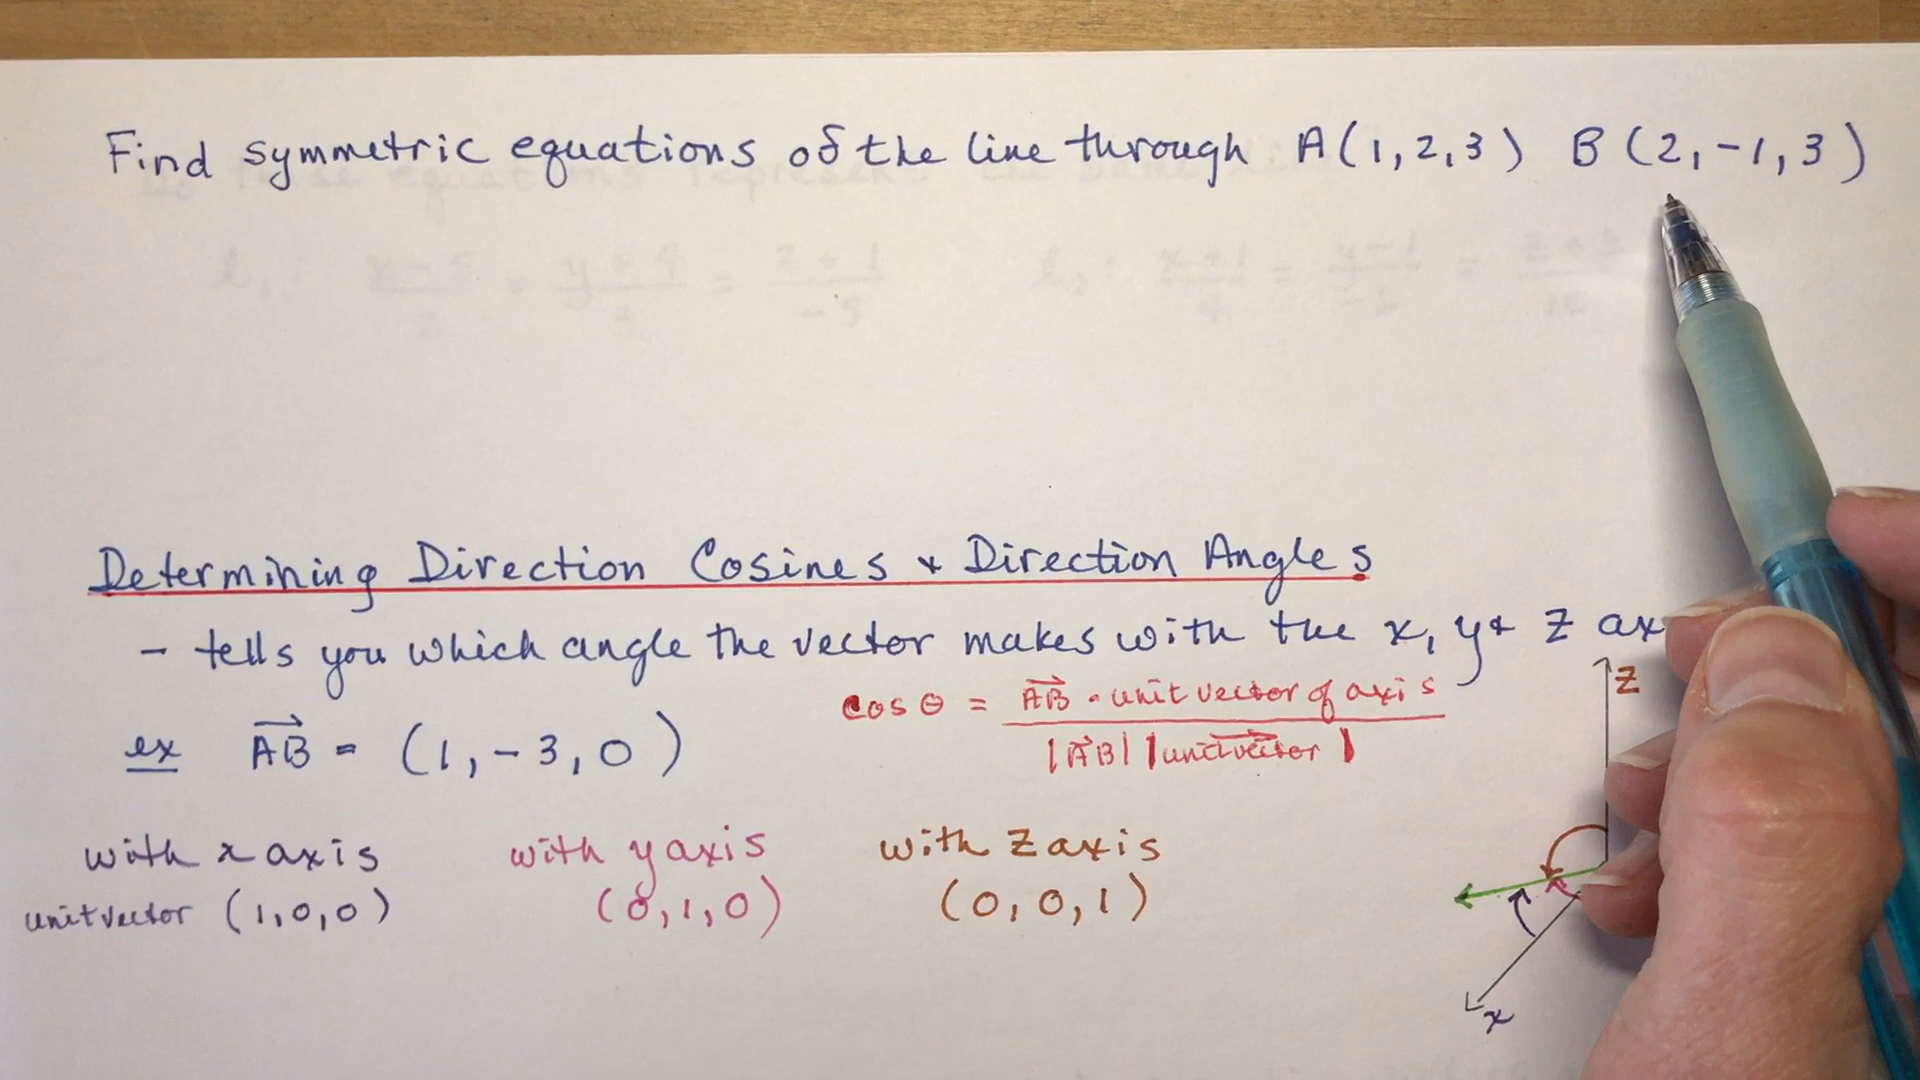 Find symmetric equations of the line through A(1,2,3) B(2,-1,3)
Determining Direction Cosines & Direction Angles
- tells you which angle the vector makes with the x, y & z ax
cos θ = AB · unit vector of axis / |AB| |unit vector|
z
ex AB = (1,-3,0)
with x axis with y axis with z axis
unit vector (1,0,0) (0,1,0) (0,0,1)
x